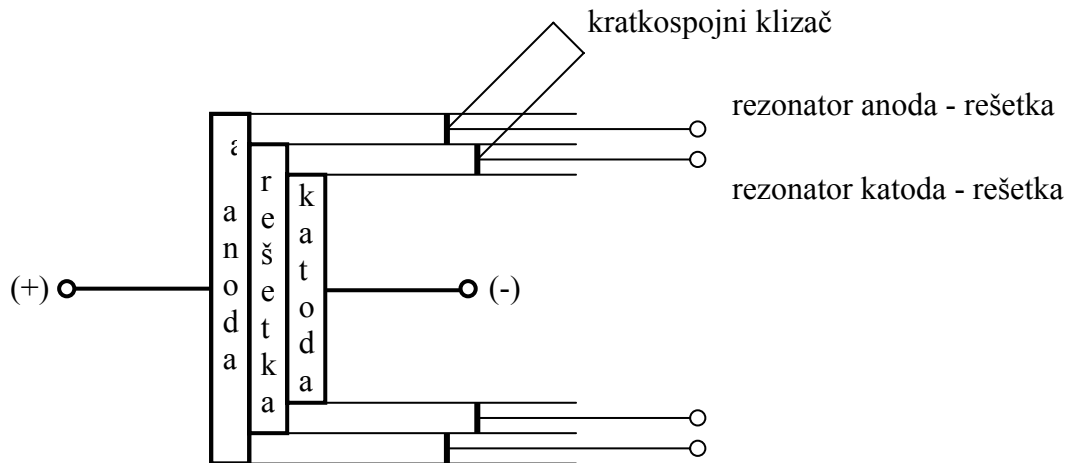 kratkospojni klizač
rezonator anoda - rešetka
rezonator katoda - rešetka
a
anoda
rešetka
katoda
(+)
(-)